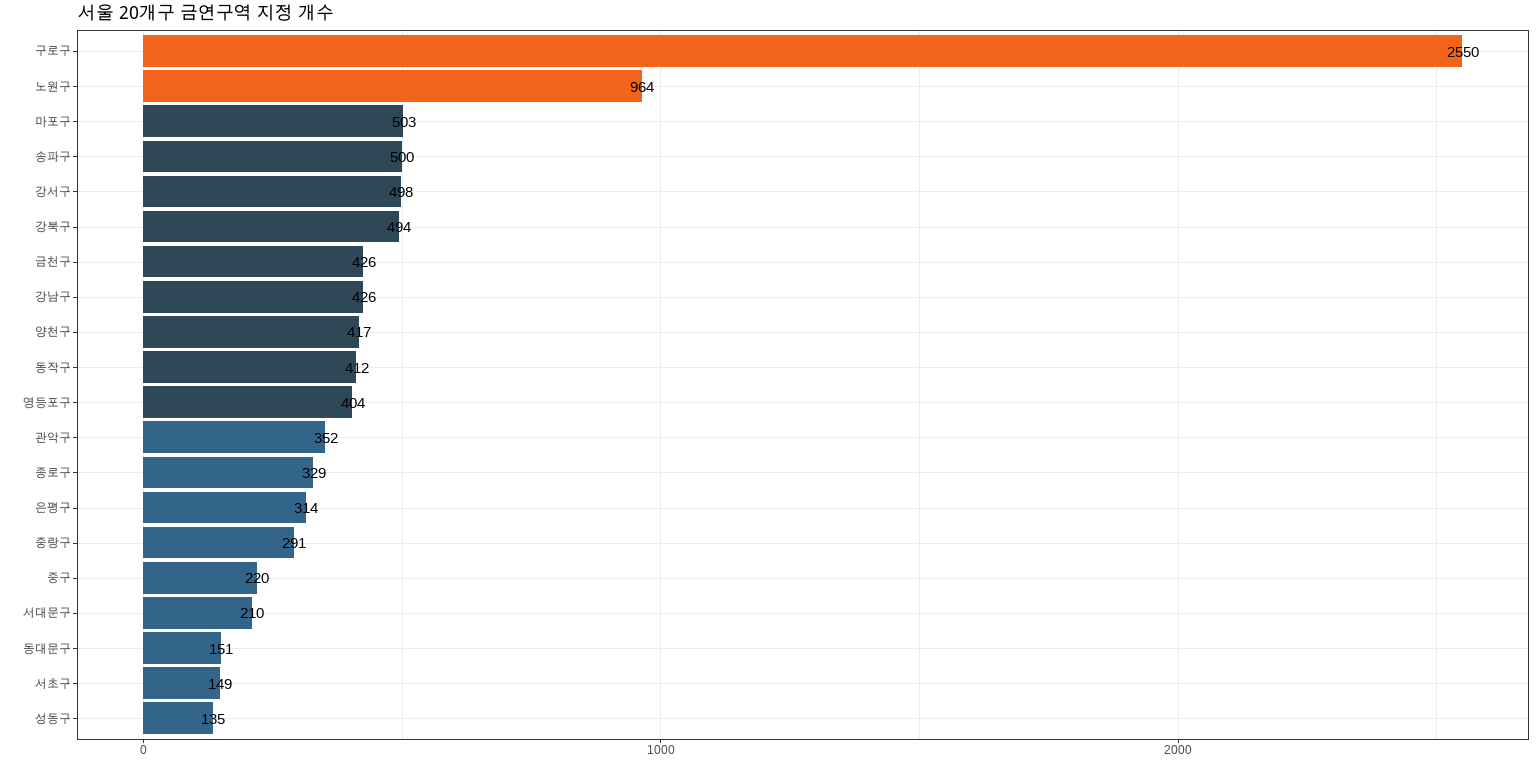 서울 20개구 금연구역 지정 개수
구로구 2550
노원구 964
마포구 503
송파구 500
강서구 498
강북구 494
금천구 426
강남구 426
양천구 417
동작구 412
영등포구 404
관악구 352
종로구 329
은평구 314
중랑구 291
중구 220
서대문구 210
동대문구 151
서초구 149
성동구 135
0 1000 2000